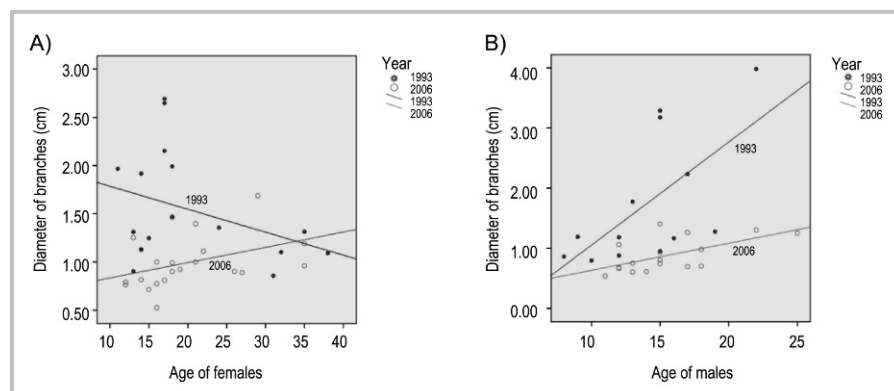 A)
Year
1993
2006
1993
2006
Diameter of branches (cm)
3.00
2.50
2.00
1.50
1.00
0.50
1993
2006
10 15 20 25 30 35 40
Age of females
B)
Year
1993
2006
1993
2006
Diameter of branches (cm)
4.00
3.00
2.00
1.00
0.00
1993
2006
10 15 20 25
Age of males